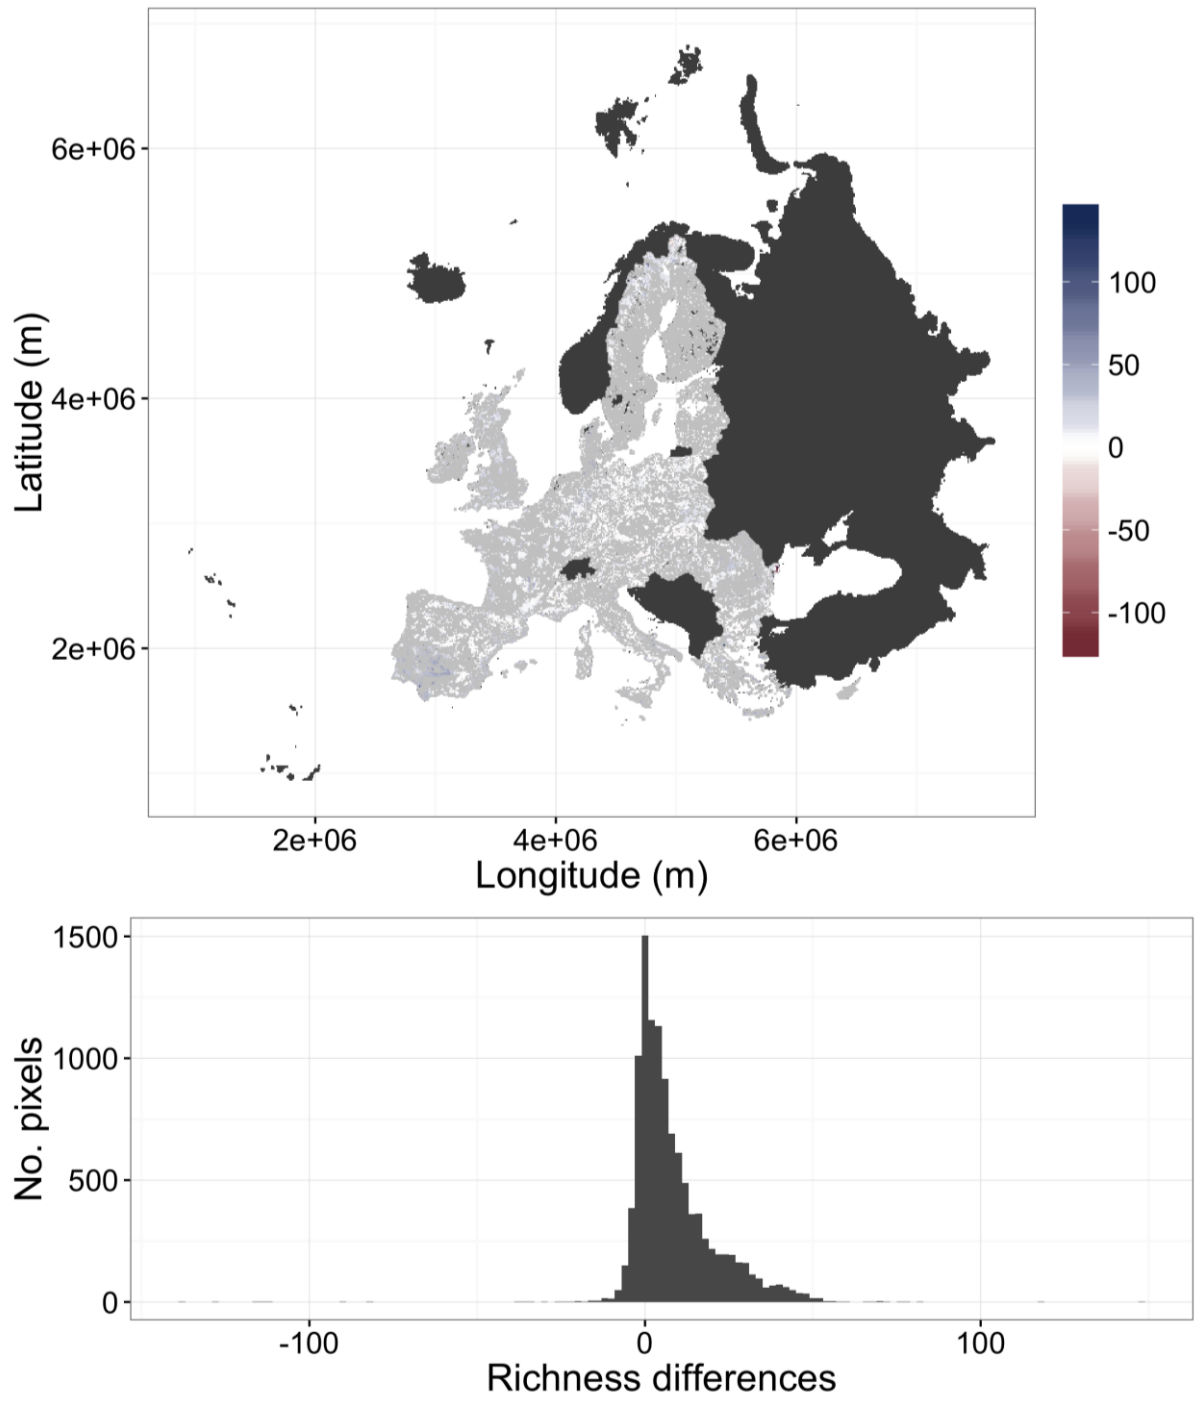 6e+06
4e+06
2e+06
Latitude (m)
2e+06
4e+06
6e+06
Longitude (m)
100
50
0
-50
-100
1500
1000
500
0
No. pixels
-100
0
100
Richness differences